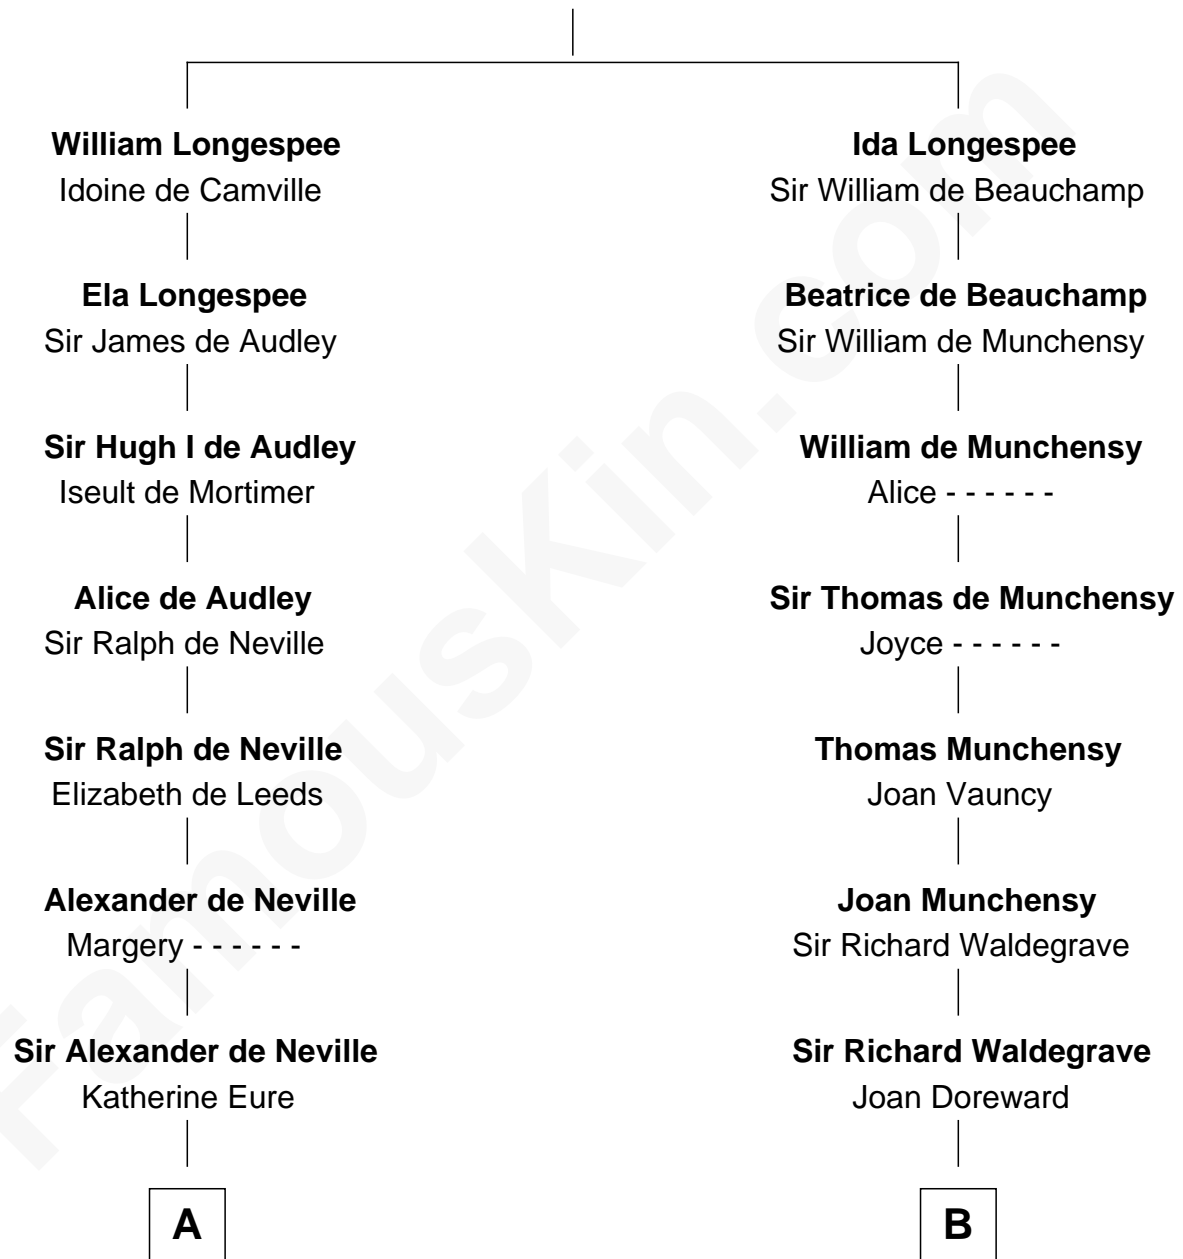 William Longespee
Idoine de Camville
Ela Longespee
Sir James de Audley
Sir Hugh I de Audley
Iseult de Mortimer
Alice de Audley
Sir Ralph de Neville
Sir Ralph de Neville
Elizabeth de Leeds
Alexander de Neville
Margery - - - - - -
Sir Alexander de Neville
Katherine Eure
A
Ida Longespee
Sir William de Beauchamp
Beatrice de Beauchamp
Sir William de Munchensy
William de Munchensy
Alice - - - - - -
Sir Thomas de Munchensy
Joyce - - - - - -
Thomas Munchensy
Joan Vauncy
Joan Munchensy
Sir Richard Waldegrave
Sir Richard Waldegrave
Joan Doreward
B
FamousKin.com